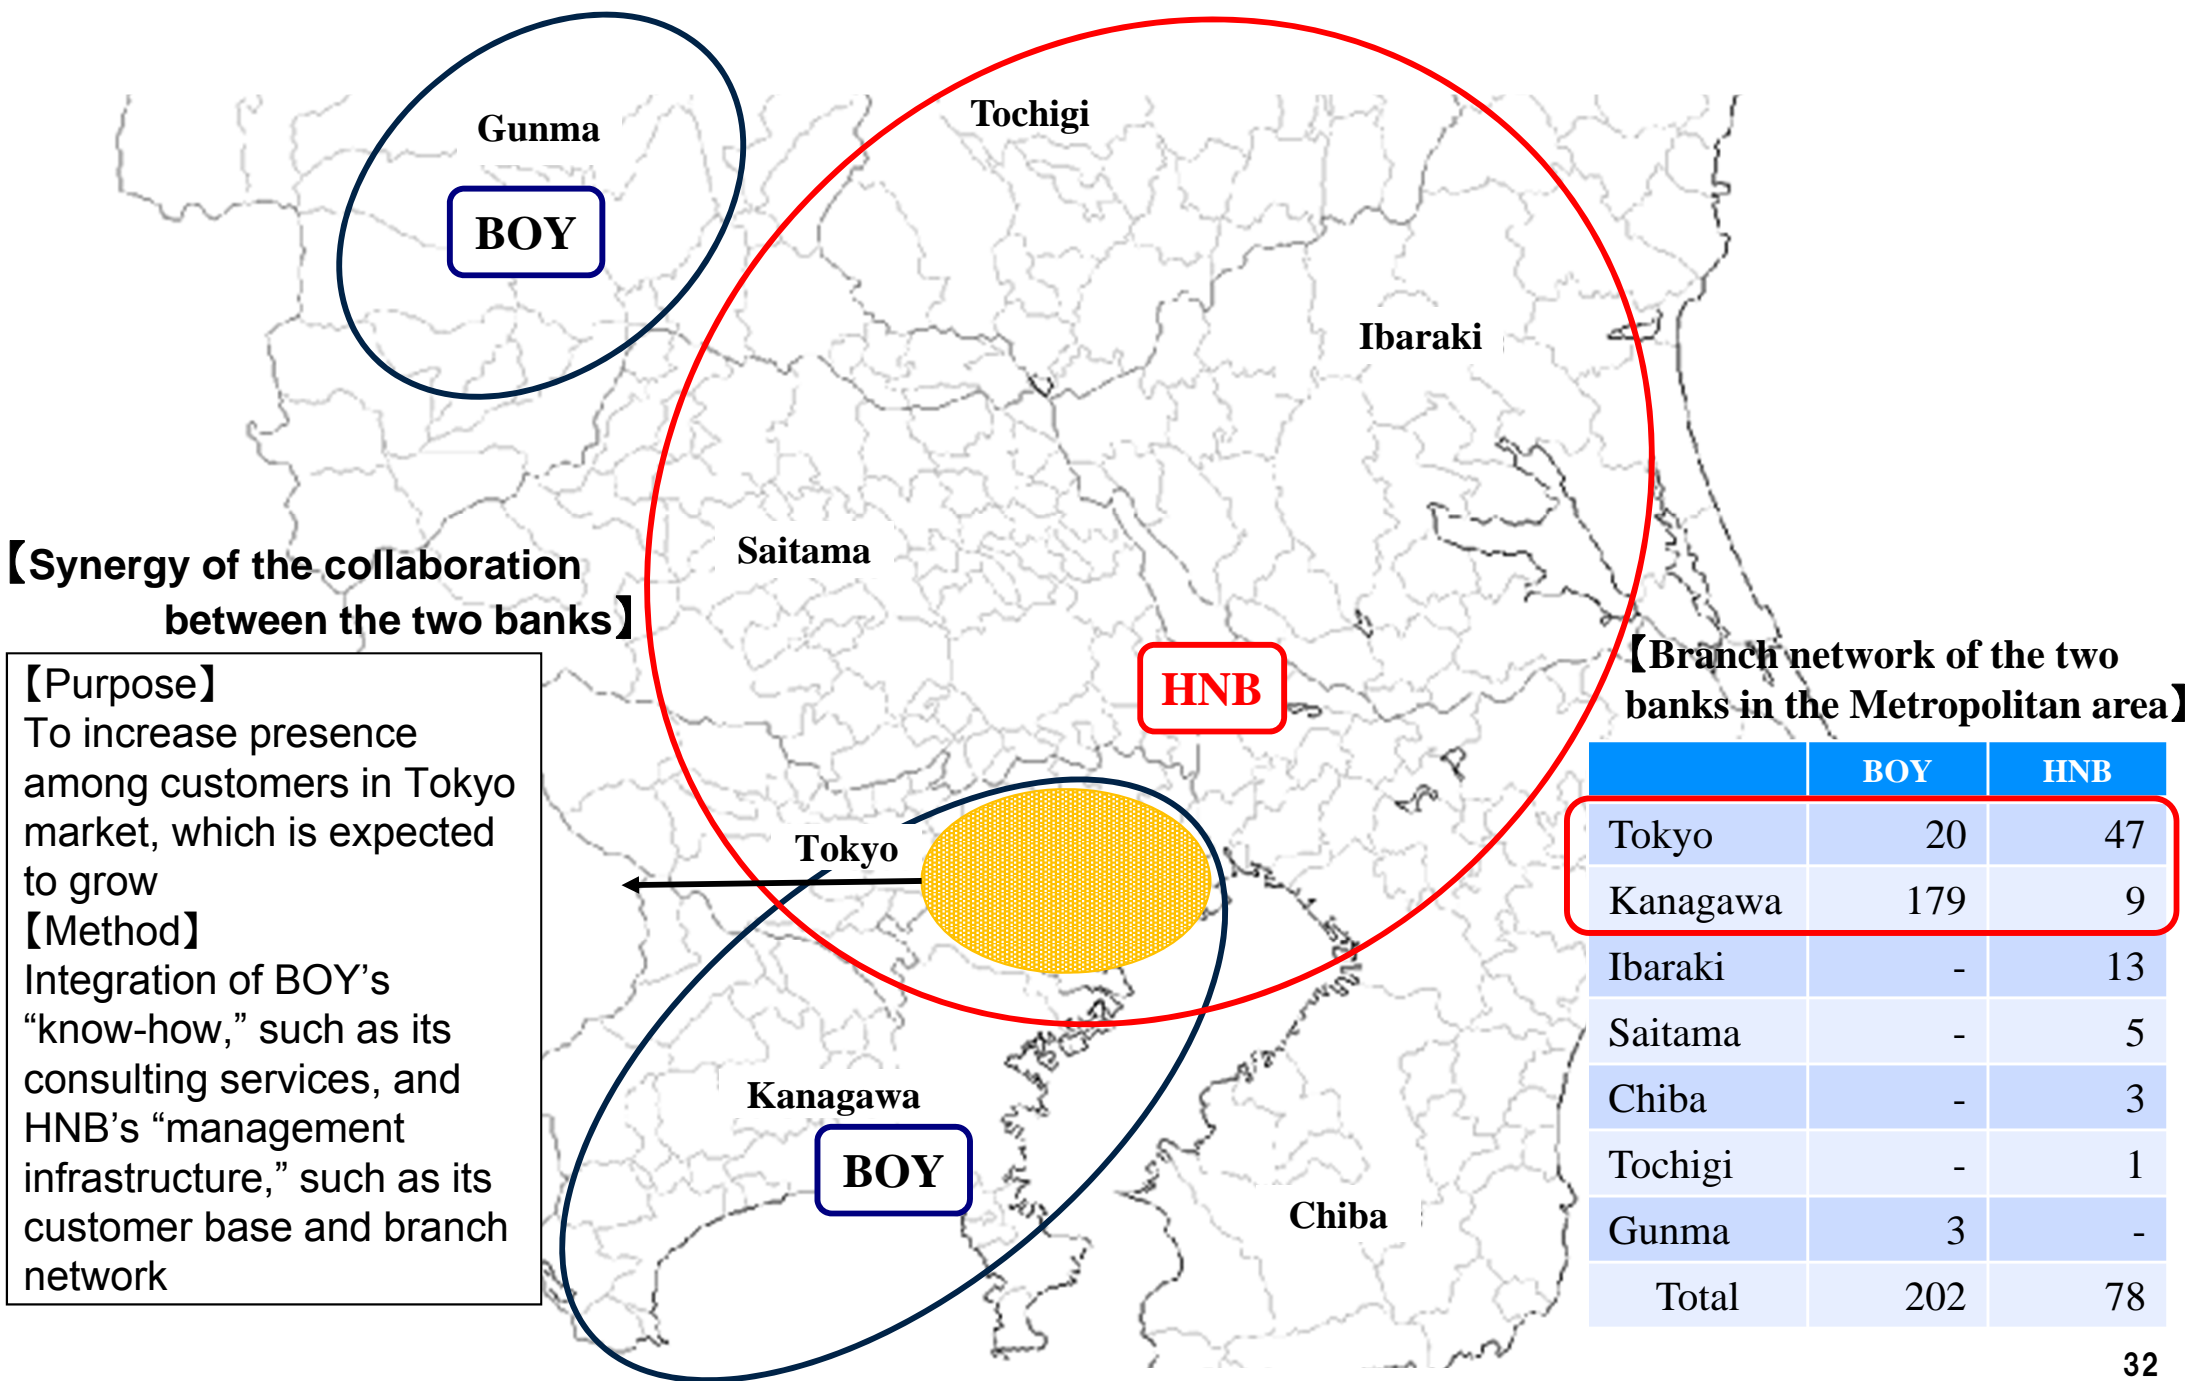 Gunma
Tochigi
BOY
Ibaraki
Saitama
HNB
Tokyo
Kanagawa
BOY
Chiba
【Synergy of the collaboration
between the two banks】
【Purpose】
To increase presence
among customers in Tokyo
market, which is expected
to grow
【Method】
Integration of BOY’s
“know-how,” such as its
consulting services, and
HNB’s “management
infrastructure,” such as its
customer base and branch
network
【Branch network of the two
banks in the Metropolitan area】
BOY HNB
Tokyo 20 47
Kanagawa 179 9
Ibaraki - 13
Saitama - 5
Chiba - 3
Tochigi - 1
Gunma 3 -
Total 202 78
32